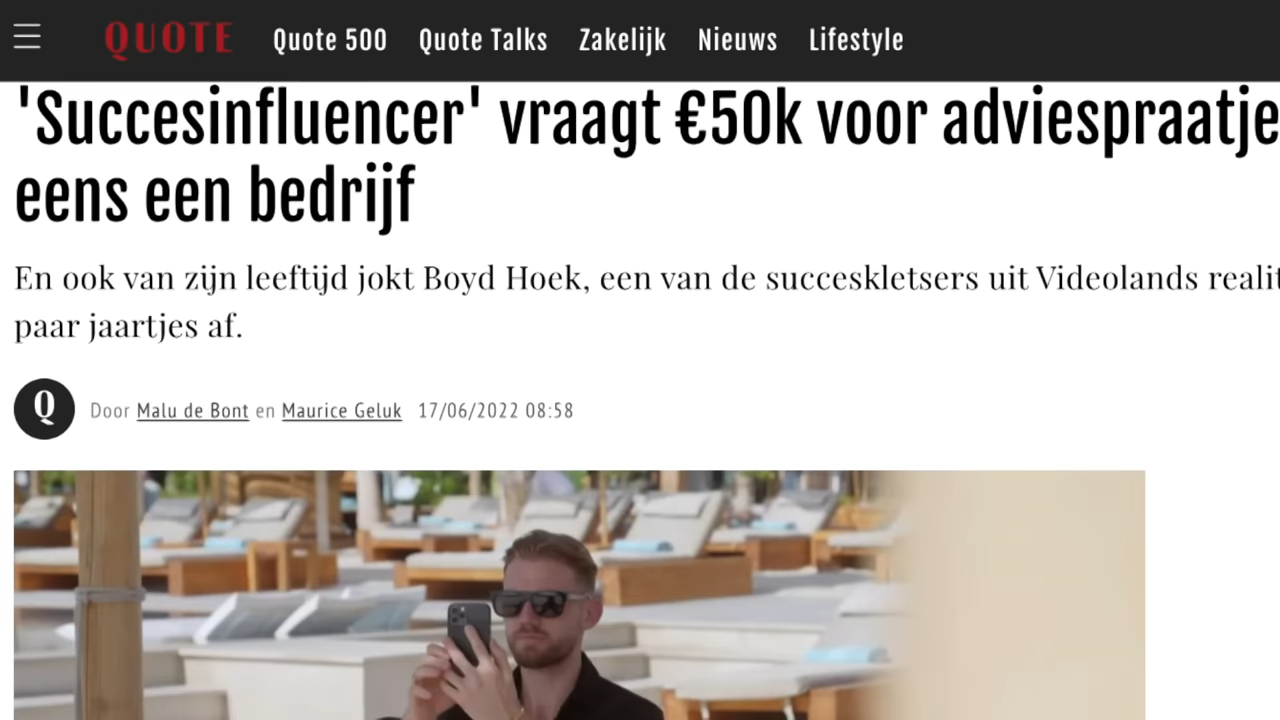 QUOTE Quote 500 Quote Talks Zakelijk Nieuws Lifestyle
'Succesinfluencer' vraagt €50k voor adviespraatje
eens een bedrijf
En ook van zijn leeftijd jokt Boyd Hoek, een van de succeskletsers uit Videolands realit
paar jaartjes af.
Q Door Malu de Bont en Maurice Geluk 17/06/2022 08:58